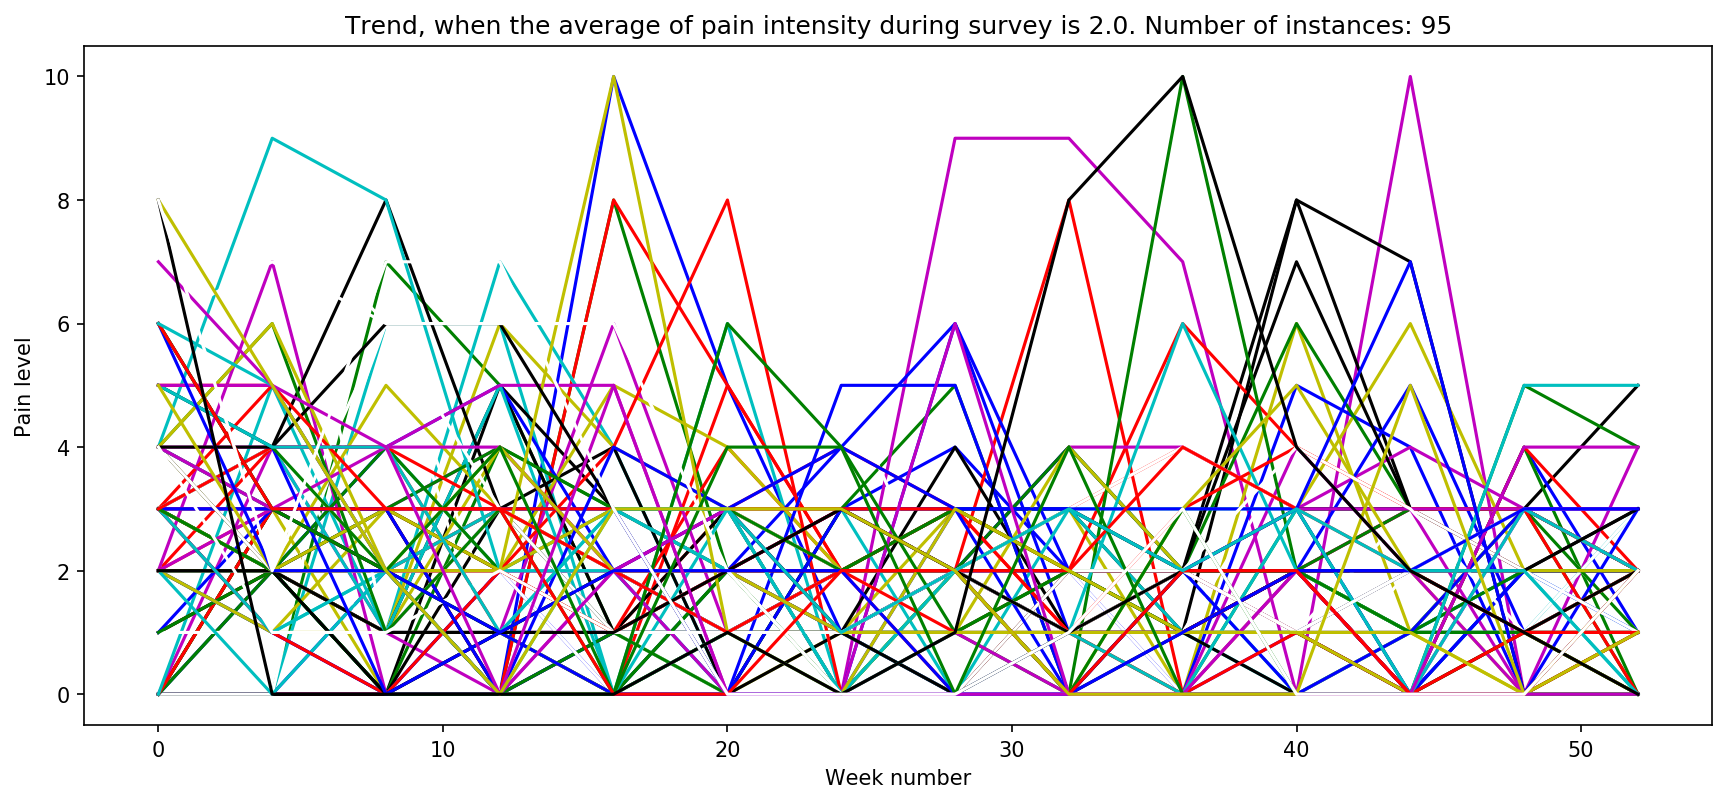 Trend, when the average of pain intensity during survey is 2.0. Number of instances: 95
10
8
6
4
2
0
Pain level
0 10 20 30 40 50
Week number